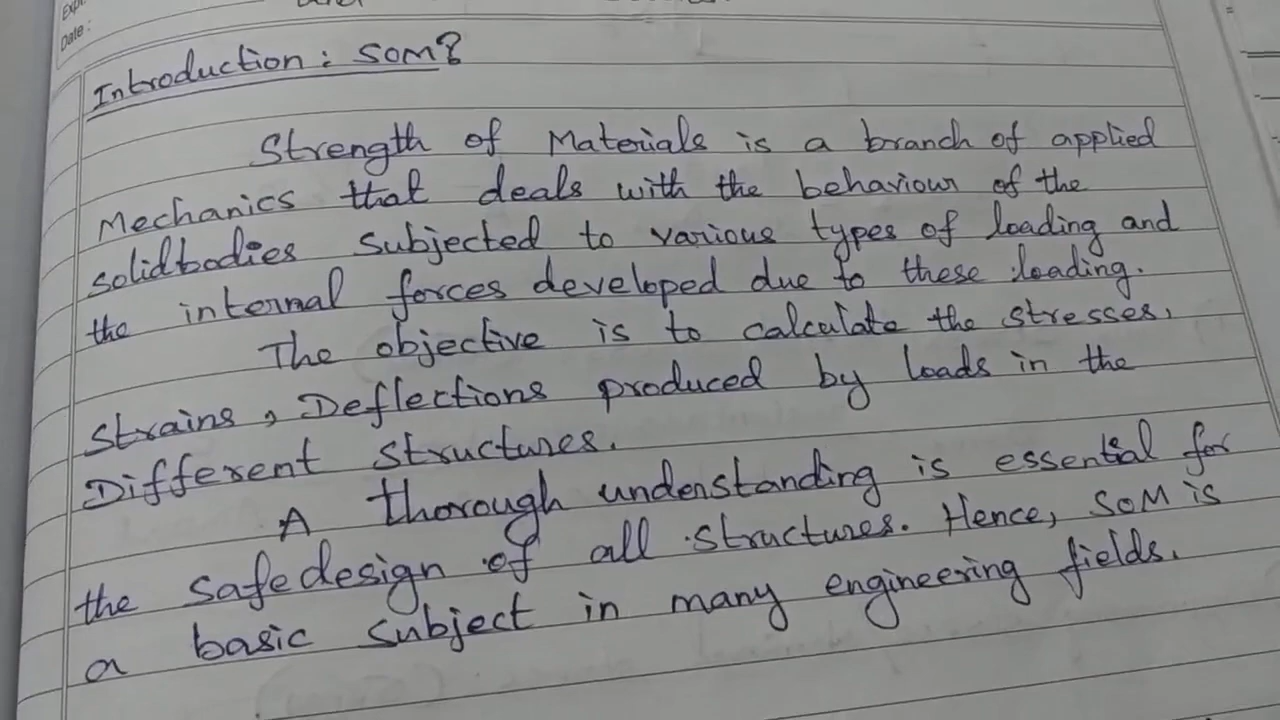 Date :
Introduction : SOM?
Strength of Materials is a branch of applied
Mechanics that deals with the behaviour of the
solidbodies subjected to various types of loading and
the internal forces developed due to these loading.
The objective is to calculate the stresses,
Strains, Deflections produced by loads in the
Different structures.
A thorough understanding is essential for
the safedesign of all structures. Hence, SOM is
a basic subject in many engineering fields.